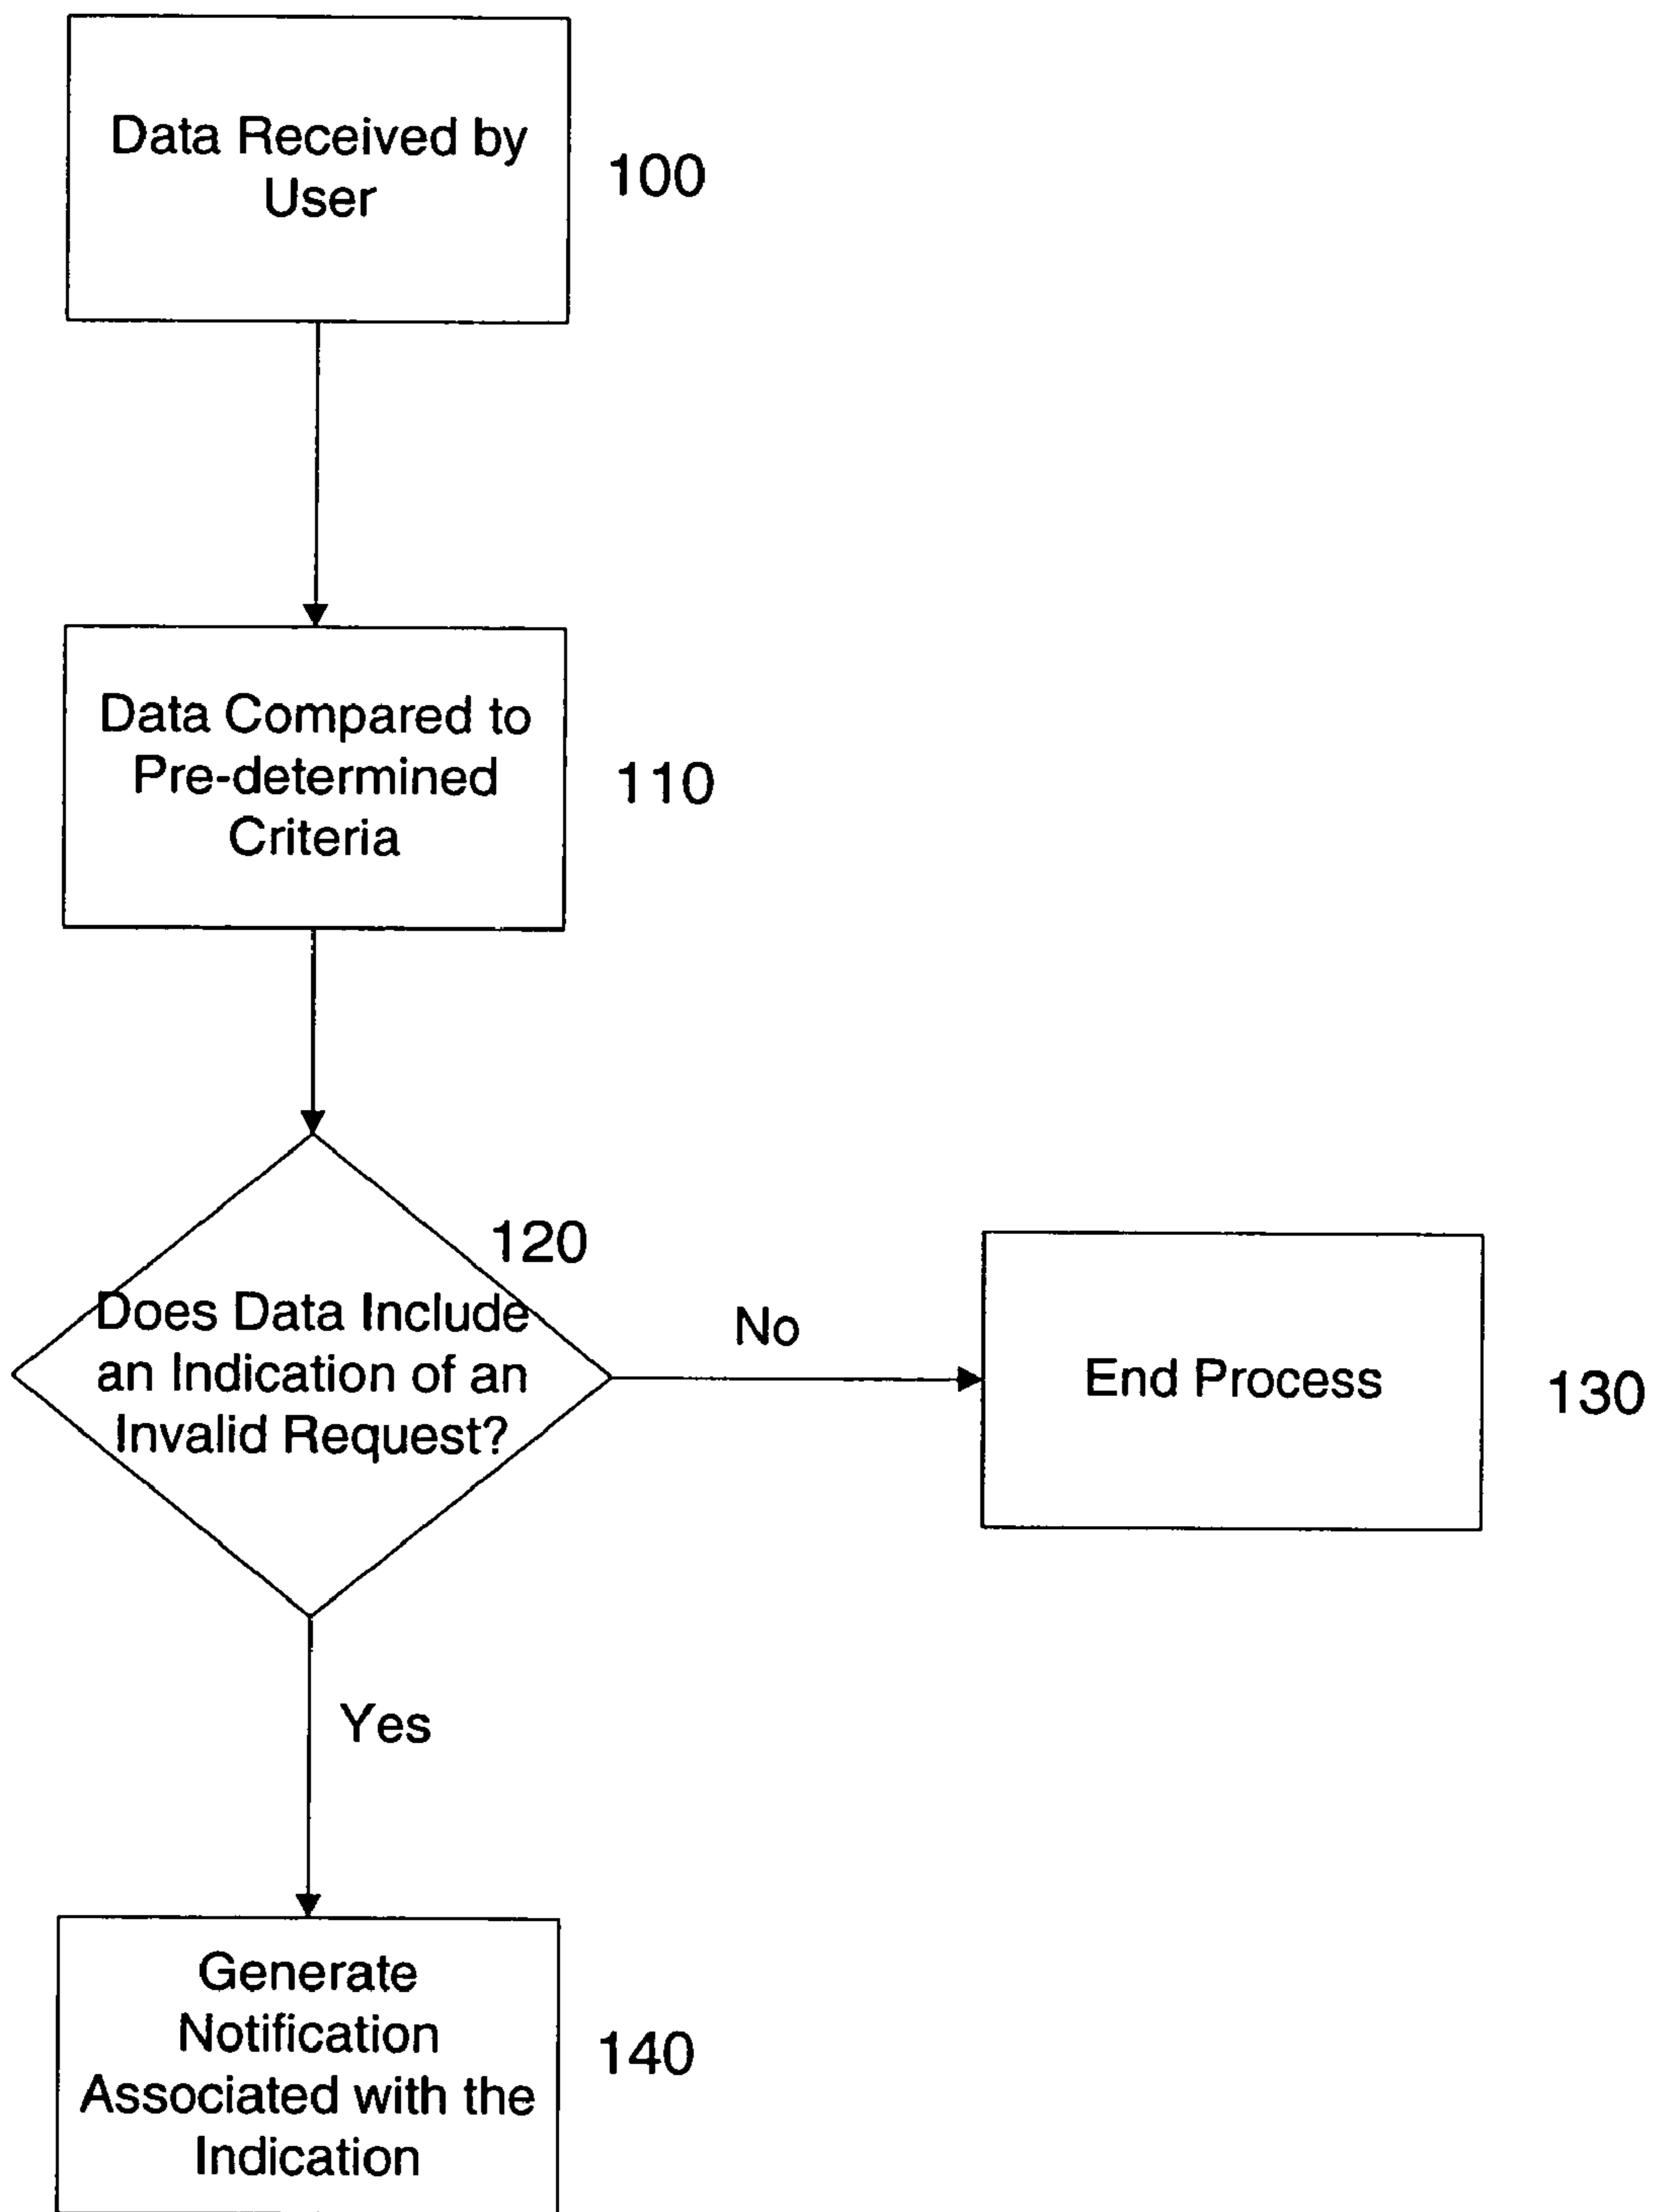 Data Received by
User
100
Data Compared to
Pre-determined
Criteria
110
120
Does Data Include
an Indication of an
Invalid Request?
No
End Process
130
Yes
Generate
Notification
Associated with the
Indication
140